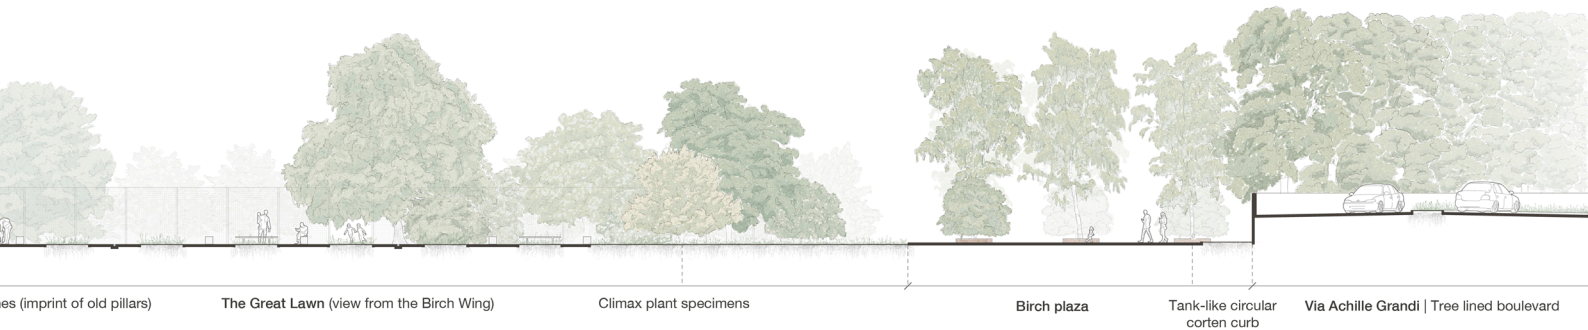 es (imprint of old pillars)
The Great Lawn (view from the Birch Wing)
Climax plant specimens
Birch plaza
Tank-like circular
corten curb
Via Achille Grandi | Tree lined boulevard